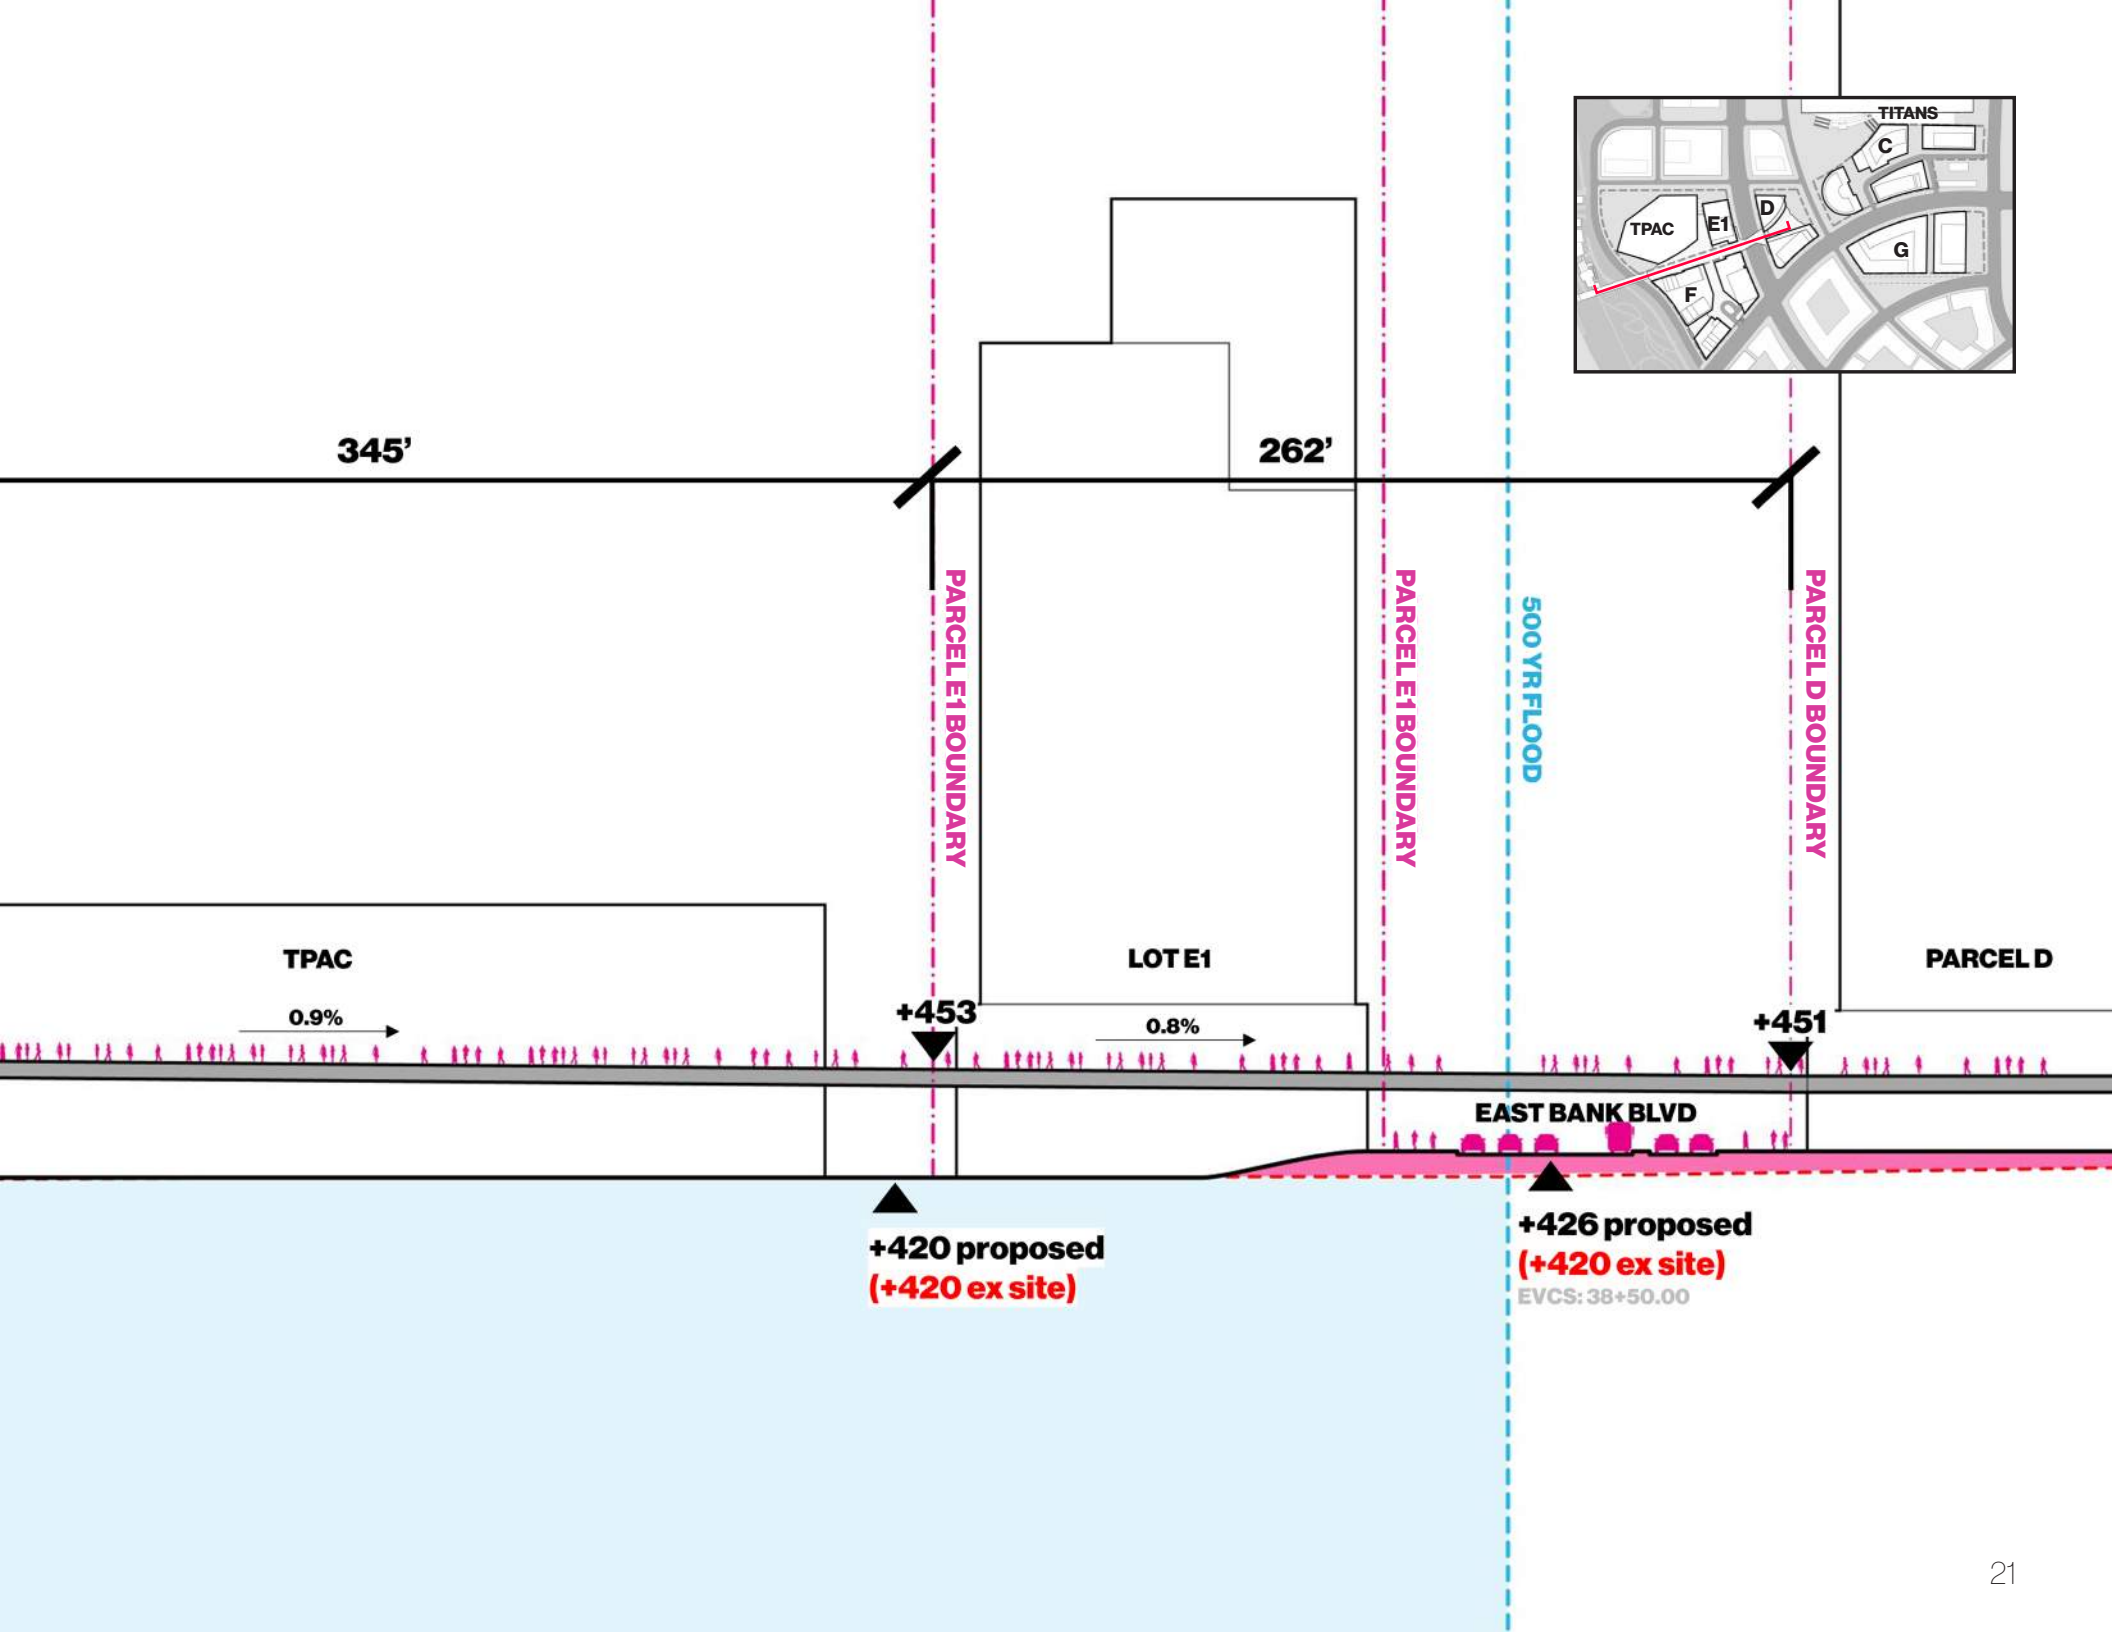 TITANS
C
D
E1
TPAC
G
F
345’
262’
PARCEL E1 BOUNDARY
PARCEL E1 BOUNDARY
500 YR FLOOD
PARCEL D BOUNDARY
TPAC
LOT E1
PARCEL D
0.9%
+453
0.8%
+451
EAST BANK BLVD
+420 proposed
(+420 ex site)
+426 proposed
(+420 ex site)
EVCS: 38+50.00
21